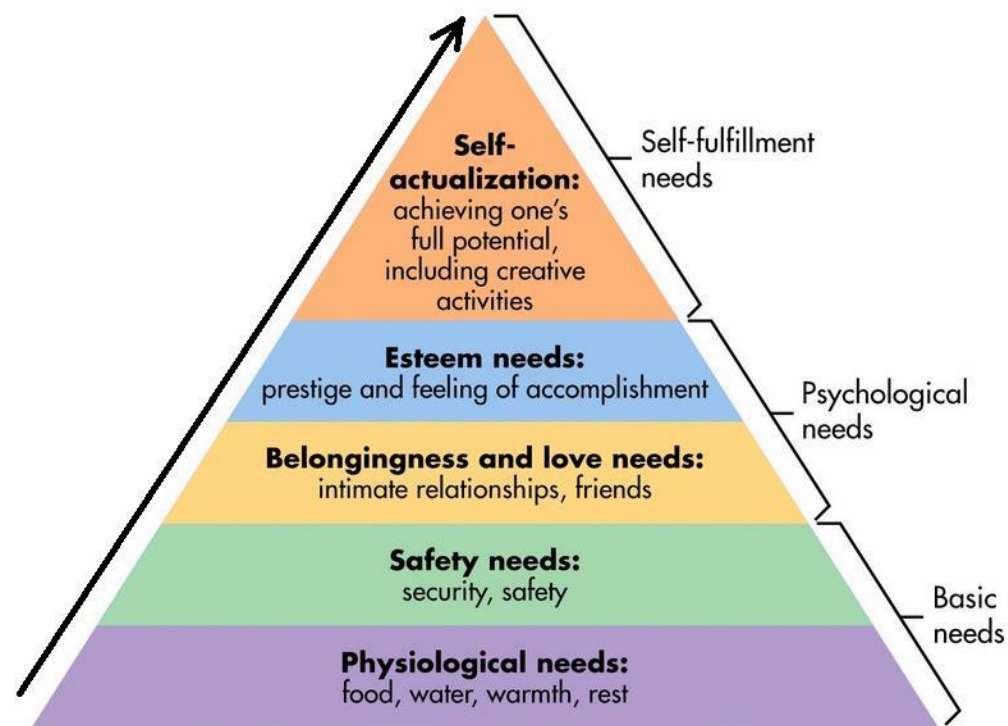 Self-
actualization:
achieving one's
full potential,
including creative
activities
Self-fulfillment
needs
Esteem needs:
prestige and feeling of accomplishment
Psychological
needs
Belongingness and love needs:
intimate relationships, friends
Safety needs:
security, safety
Basic
needs
Physiological needs:
food, water, warmth, rest